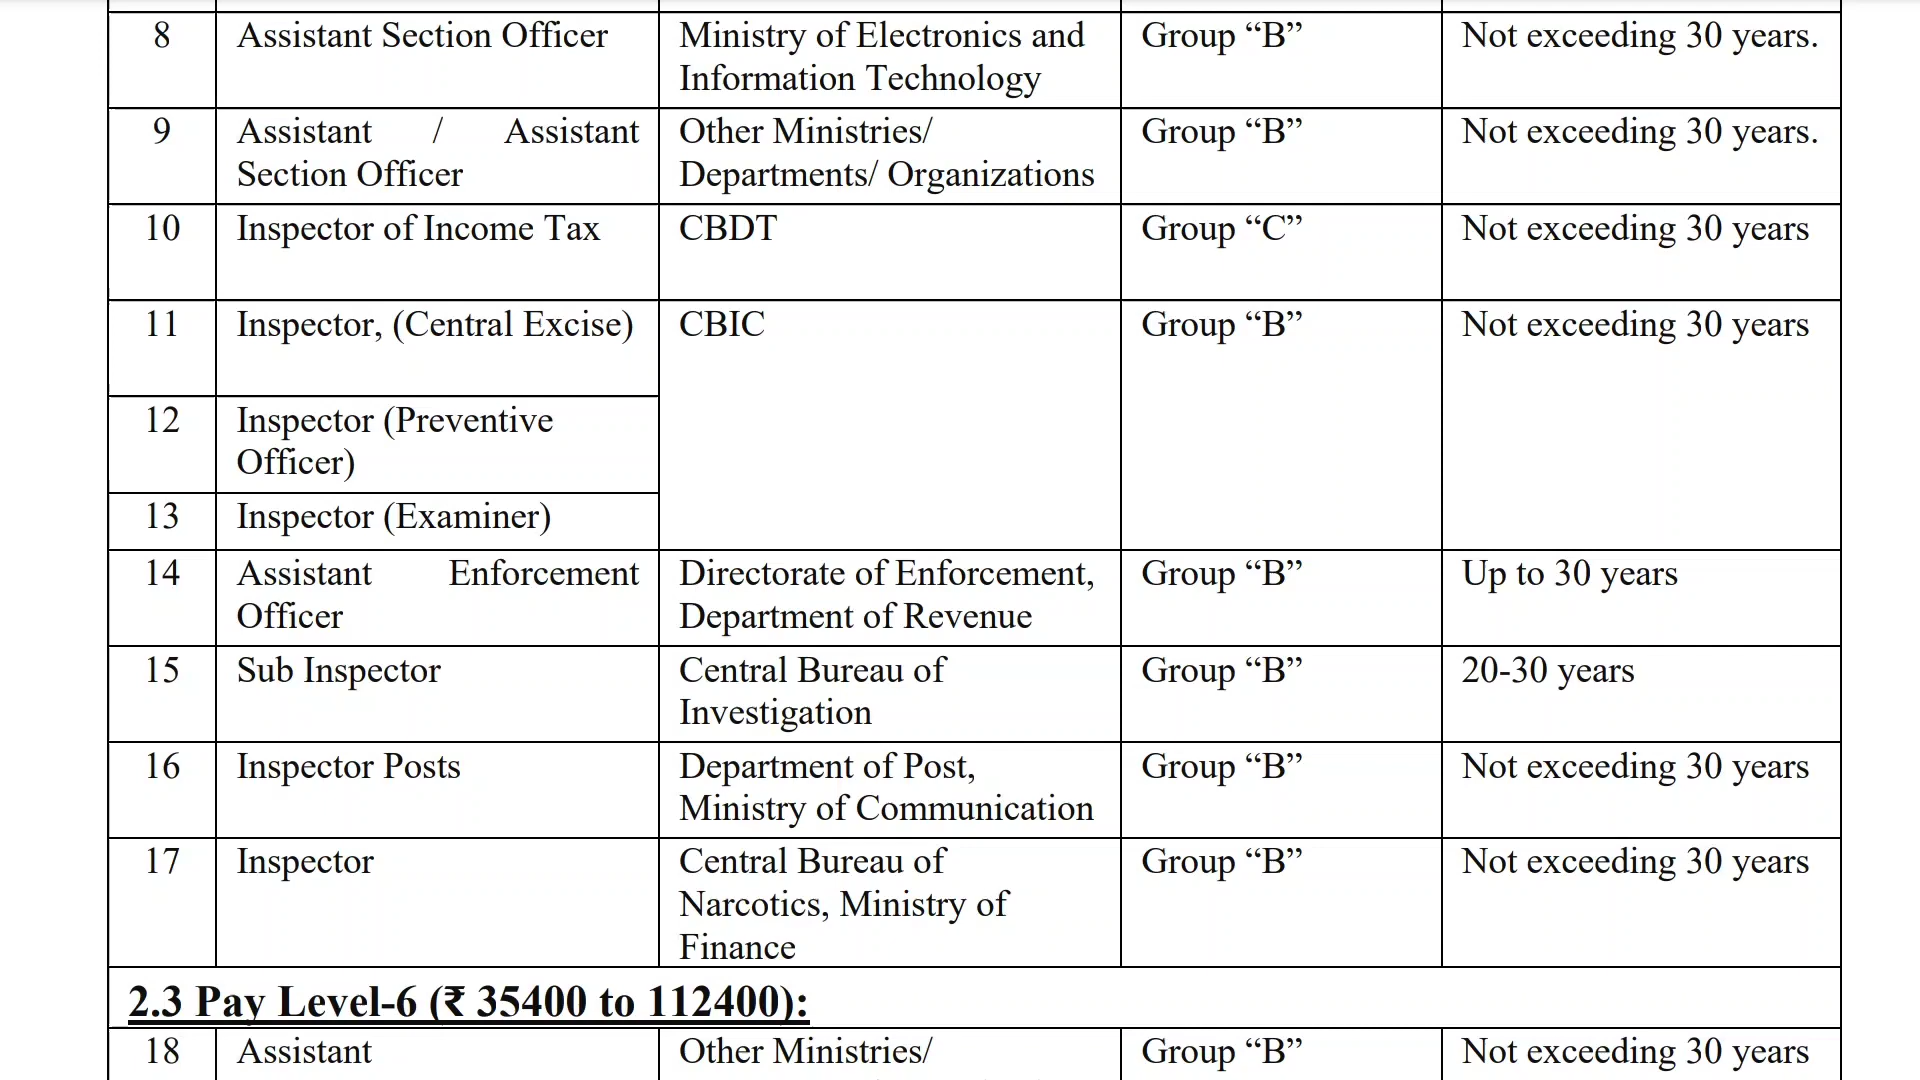 8 Assistant Section Officer Ministry of Electronics and Group “B” Not exceeding 30 years.
Information Technology
9 Assistant / Assistant Other Ministries/ Group “B” Not exceeding 30 years.
Section Officer Departments/ Organizations
10 Inspector of Income Tax CBDT Group “C” Not exceeding 30 years
11 Inspector, (Central Excise) CBIC Group “B” Not exceeding 30 years
12 Inspector (Preventive
Officer)
13 Inspector (Examiner)
14 Assistant Enforcement Directorate of Enforcement, Group “B” Up to 30 years
Officer Department of Revenue
15 Sub Inspector Central Bureau of Group “B” 20-30 years
Investigation
16 Inspector Posts Department of Post, Group “B” Not exceeding 30 years
Ministry of Communication
17 Inspector Central Bureau of Group “B” Not exceeding 30 years
Narcotics, Ministry of
Finance
2.3 Pay Level-6 (₹ 35400 to 112400):
18 Assistant Other Ministries/ Group “B” Not exceeding 30 years